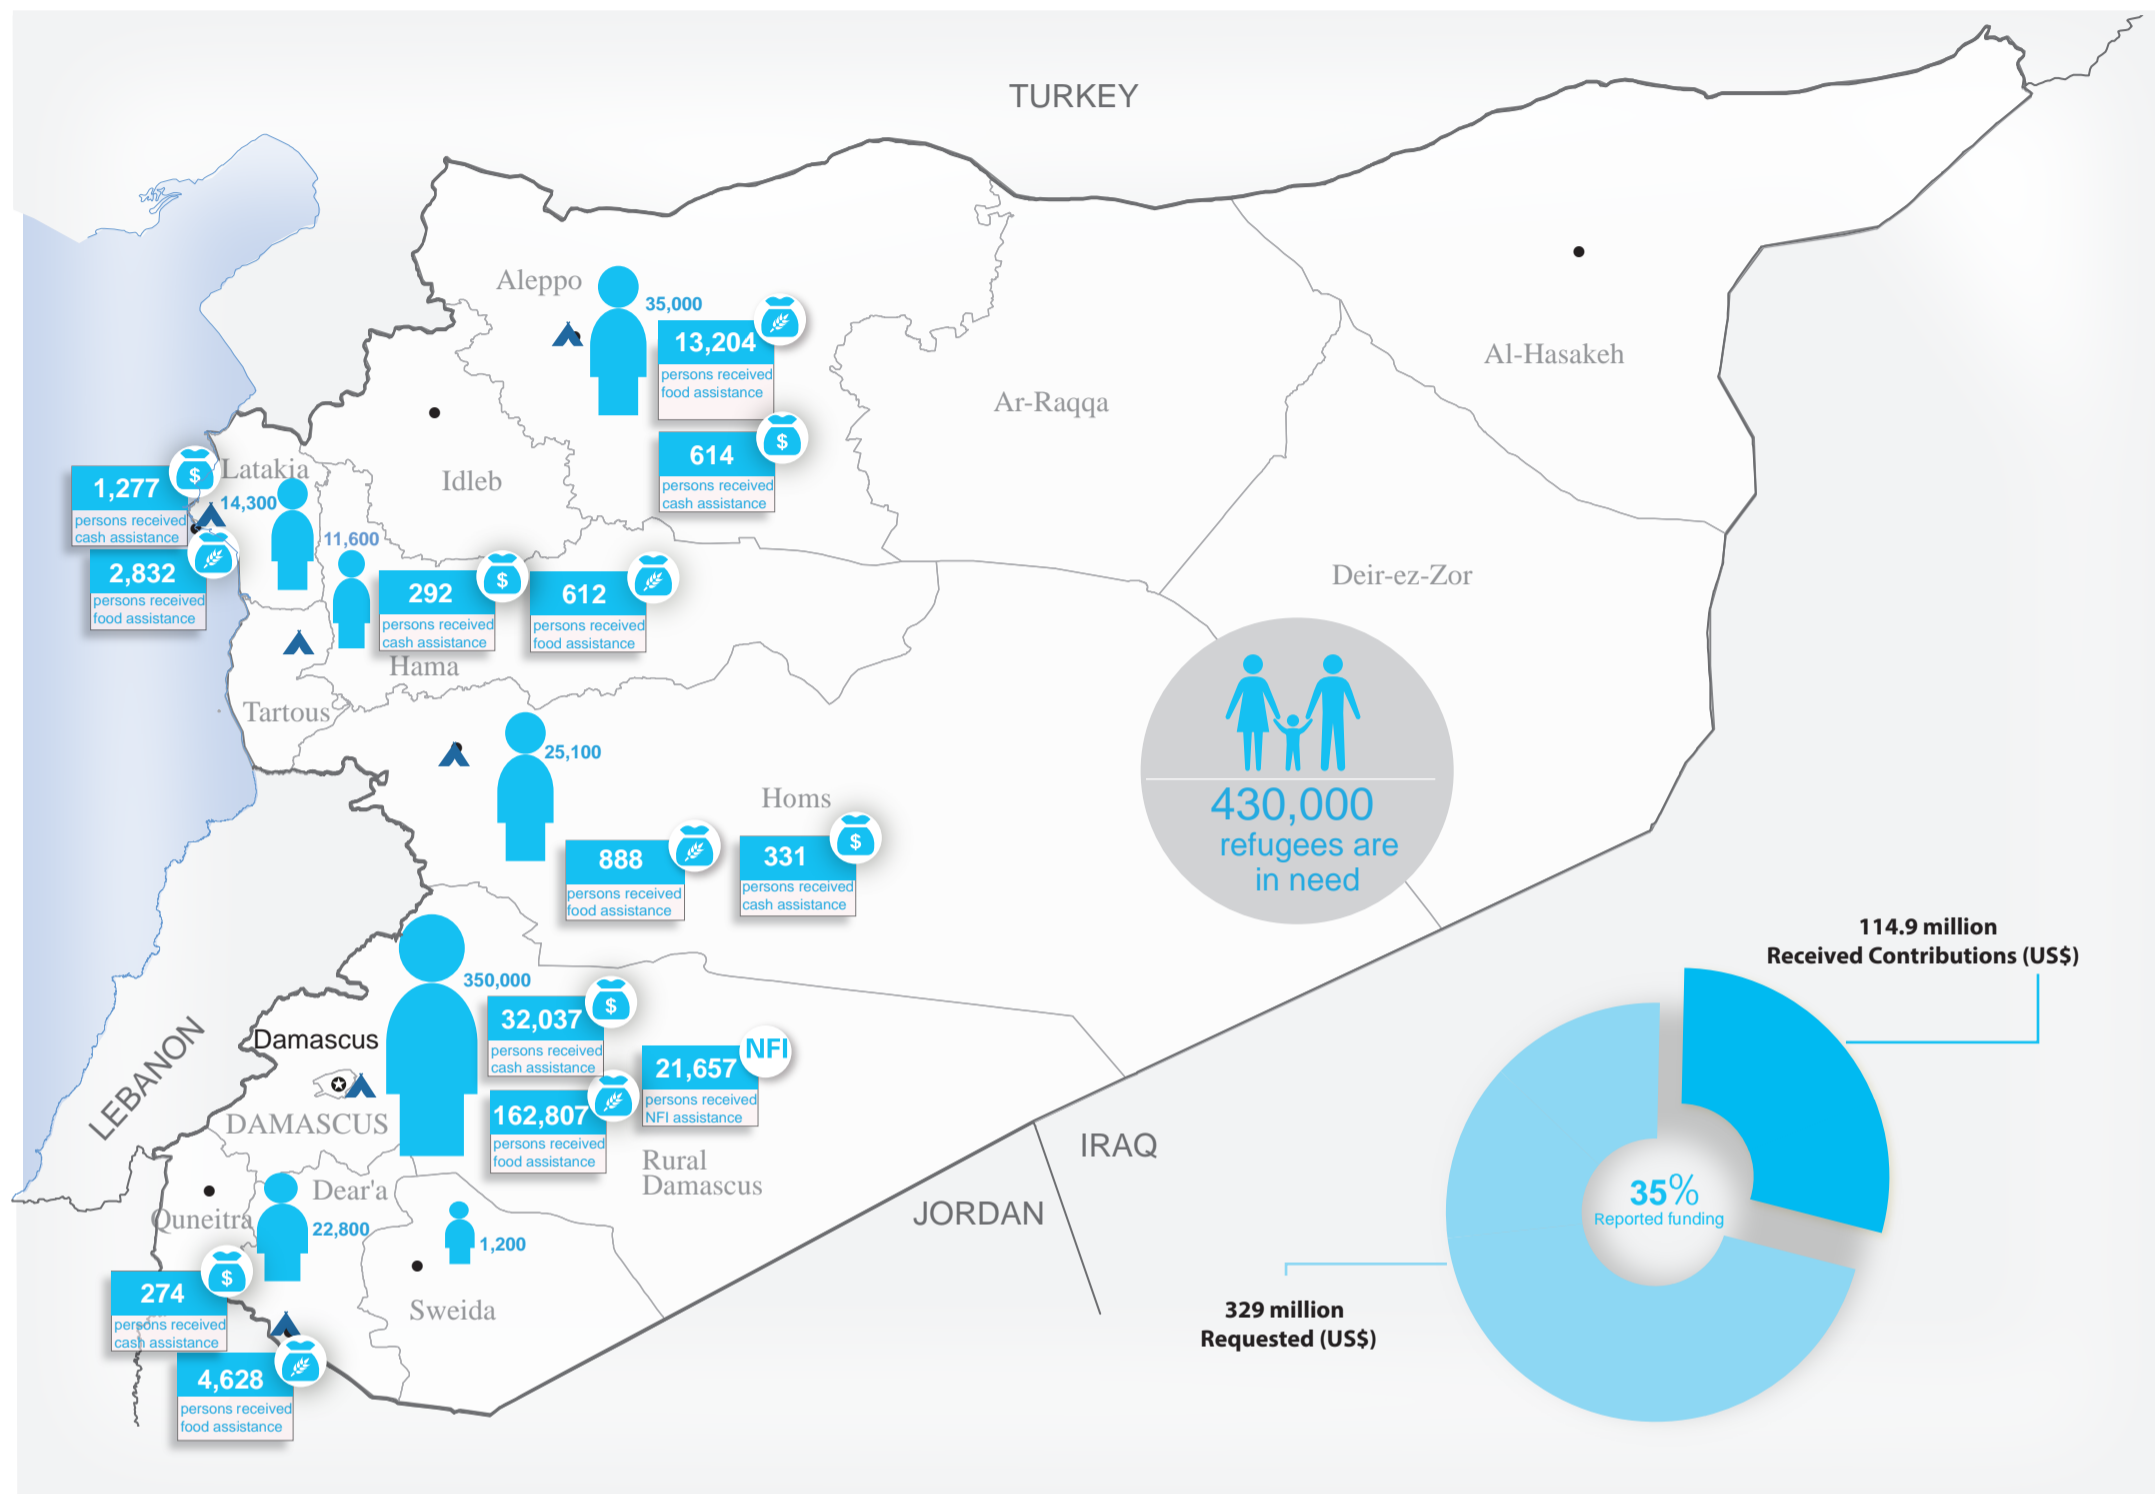 TURKEY
Aleppo
35,000
13,204
persons received
food assistance
614
persons received
cash assistance
Ar-Raqqa
Al-Hasakeh
Latakia
1,277
persons received
cash assistance
14,300
2,832
persons received
food assistance
Idleb
11,600
292
persons received
cash assistance
612
persons received
food assistance
Hama
Deir-ez-Zor
Tartous
25,100
Homs
888
persons received
food assistance
331
persons received
cash assistance
430,000
refugees are
in need
350,000
32,037
persons received
cash assistance
Damascus
NFI
21,657
persons received
NFI assistance
162,807
persons received
food assistance
LEBANON
DAMASCUS
Rural
Damascus
IRAQ
JORDAN
Dear'a
Quneitra
22,800
1,200
Sweida
274
persons received
cash assistance
4,628
persons received
food assistance
114.9 million
Received Contributions (US$)
35%
Reported funding
329 million
Requested (US$)